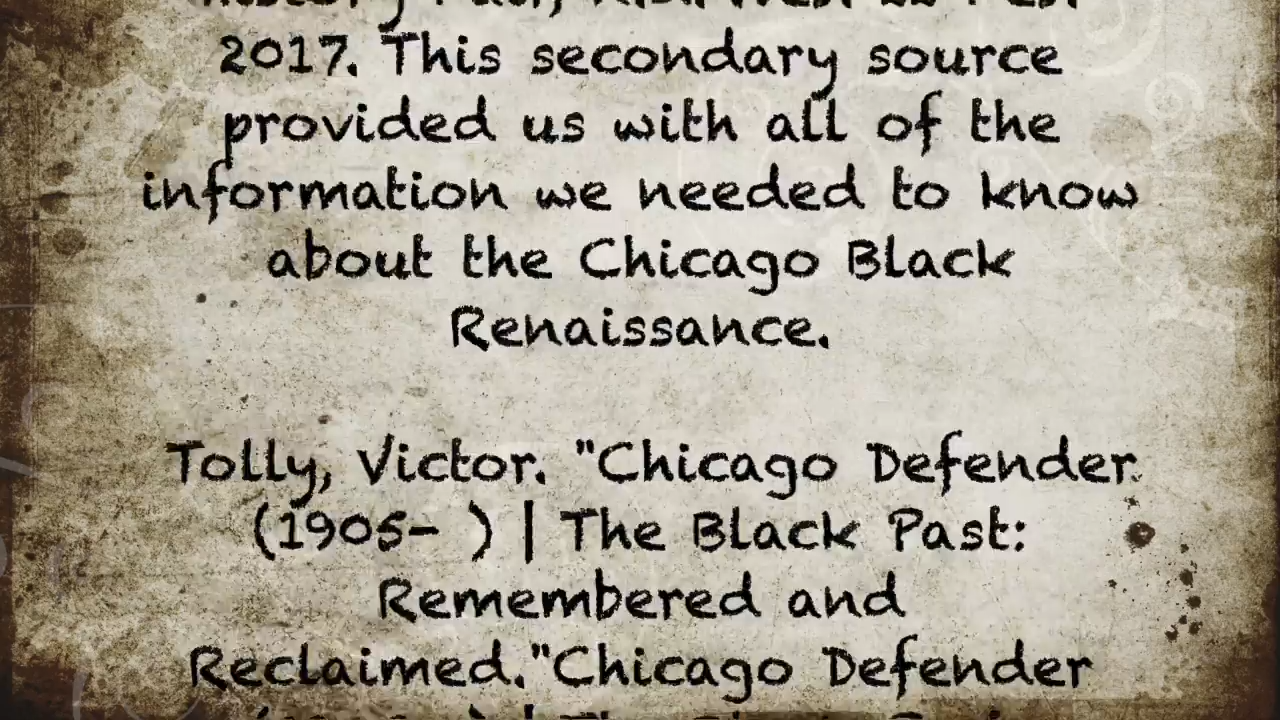 2017. This secondary source
provided us with all of the
information we needed to know
about the Chicago Black
Renaissance.
Tolly, Victor. "Chicago Defender
(1905- ) | The Black Past:
Remembered and
Reclaimed."Chicago Defender